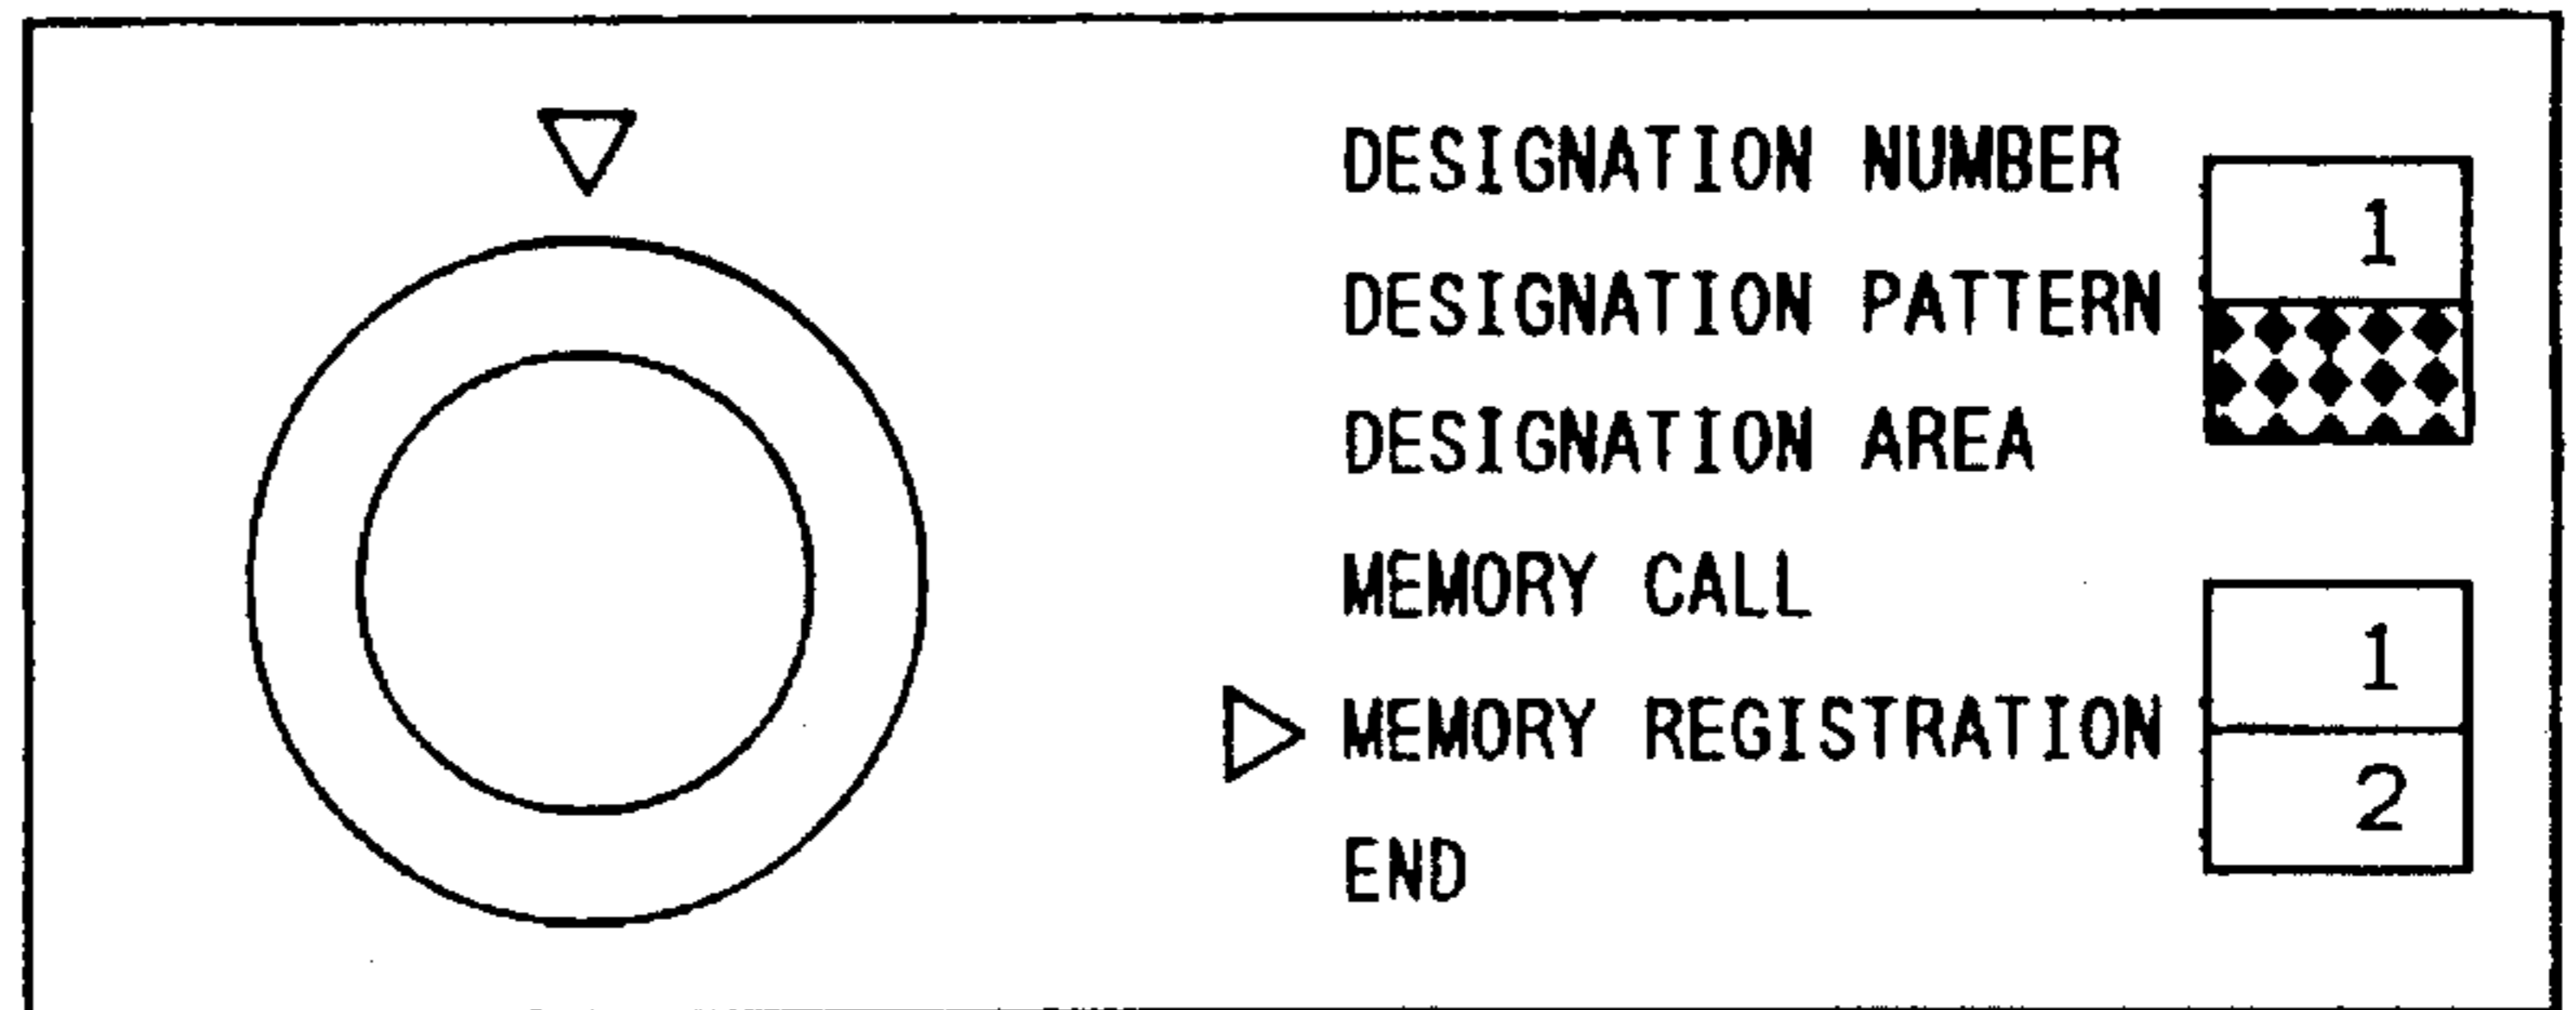 DESIGNATION NUMBER 1
DESIGNATION PATTERN
DESIGNATION AREA
MEMORY CALL 1
MEMORY REGISTRATION 2
END